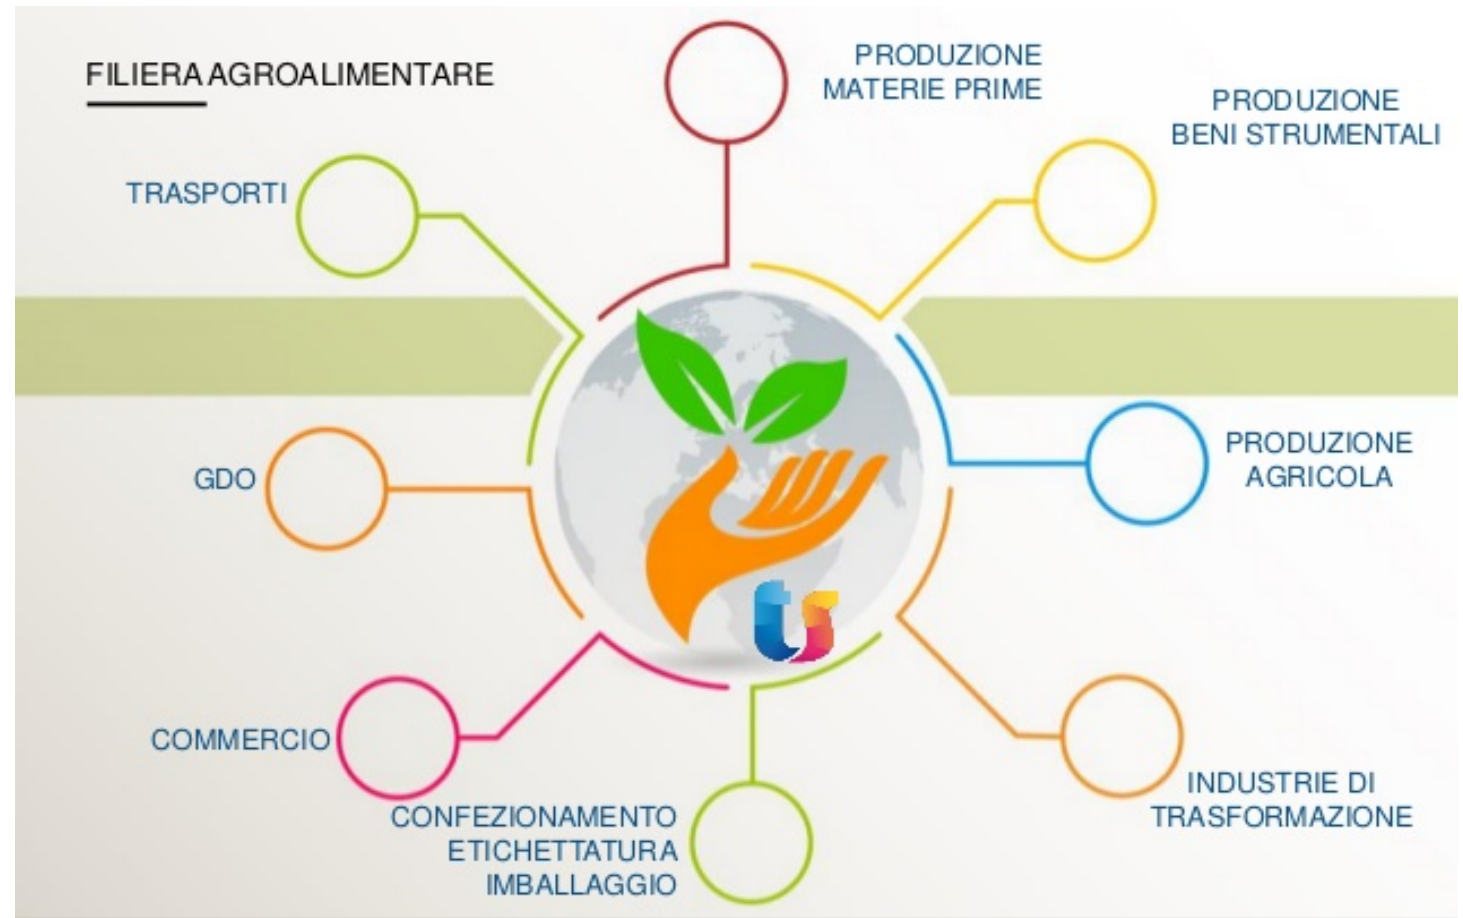 FILIERA AGROALIMENTARE
PRODUZIONE
MATERIE PRIME
PRODUZIONE
BENI STRUMENTALI
TRASPORTI
PRODUZIONE
AGRICOLA
GDO
COMMERCIO
INDUSTRIE DI
TRASFORMAZIONE
CONFEZIONAMENTO
ETICHETTATURA
IMBALLAGGIO
ts